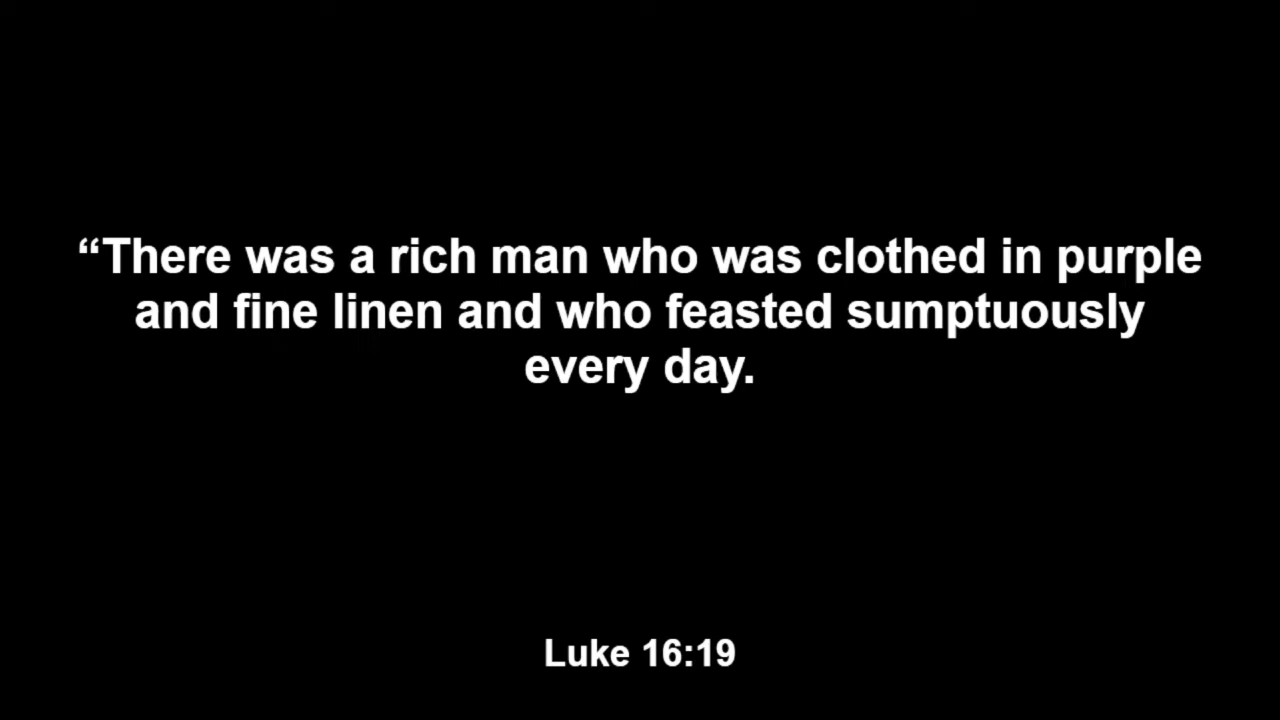 “There was a rich man who was clothed in purple
and fine linen and who feasted sumptuously
every day.
Luke 16:19